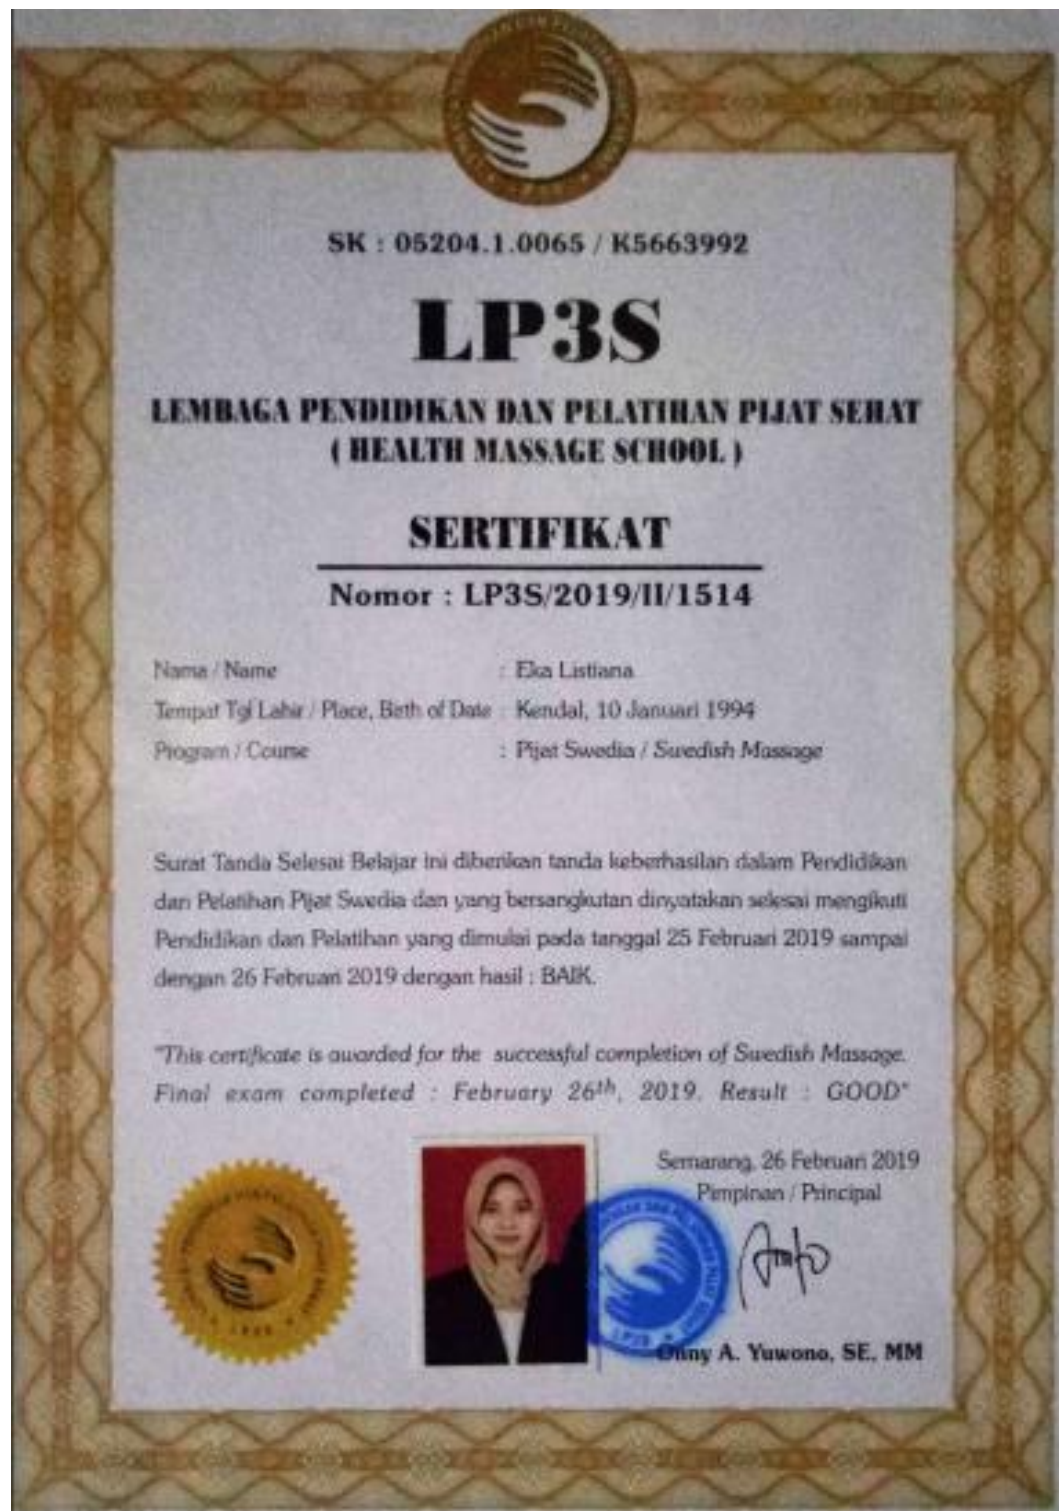 SK : 05204.1.0065 / K5663992
LP3S
LEMBAGA PENDIDIKAN DAN PELATIHAN PIJAT SEHAT
( HEALTH MASSAGE SCHOOL )
SERTIFIKAT
Nomor : LP3S/2019/II/1514
Nama / Name : Eka Listiana
Tempat Tgl Lahir / Place, Birth of Date : Kendal, 10 Januari 1994
Program / Course : Pijat Swedia / Swedish Massage
Surat Tanda Selesai Belajar ini diberikan tanda keberhasilan dalam Pendidikan
dan Pelatihan Pijat Swedia dan yang bersangkutan dinyatakan selesai mengikuti
Pendidikan dan Pelatihan yang dimulai pada tanggal 25 Februari 2019 sampai
dengan 26 Februari 2019 dengan hasil : BAIK.
"This certificate is awarded for the successful completion of Swedish Massage.
Final exam completed : February 26th, 2019. Result : GOOD"
Semarang, 26 Februari 2019
Pimpinan / Principal
LP3S
A. Yuwono, SE, MM